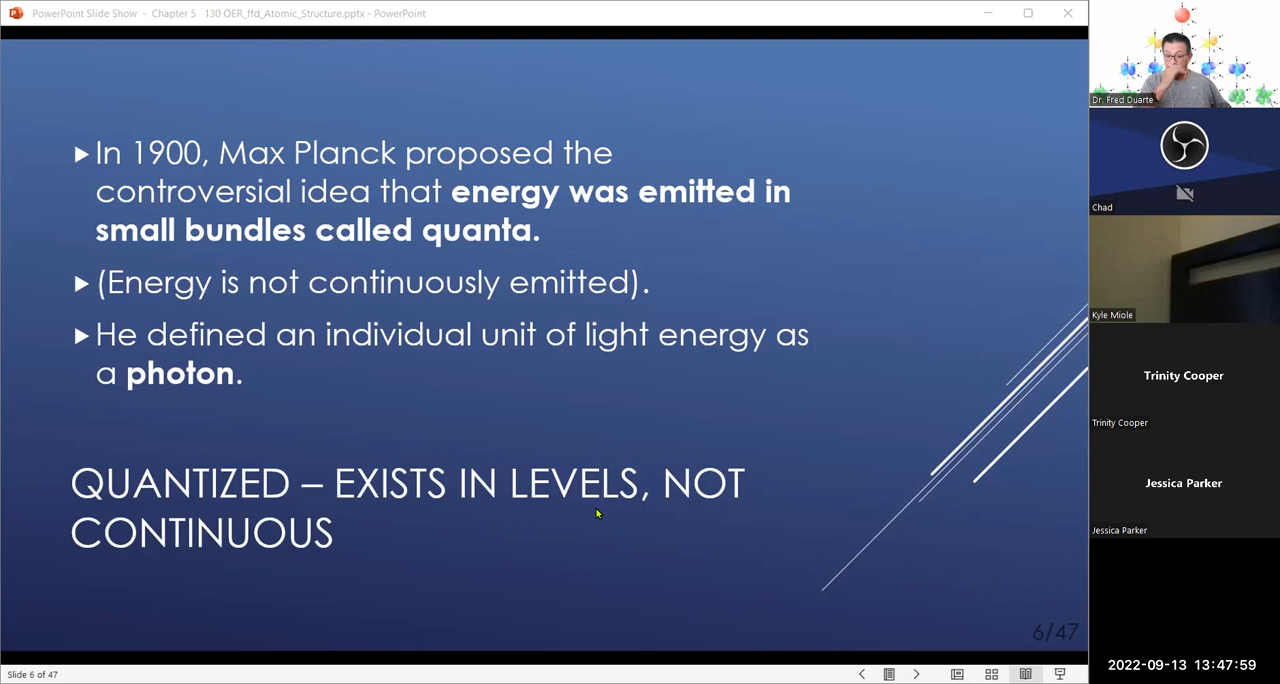 PowerPoint Slide Show - Chapter 5 130 OER_ffd_Atomic_Structure.pptx - PowerPoint
▶In 1900, Max Planck proposed the
controversial idea that energy was emitted in
small bundles called quanta.
▶(Energy is not continuously emitted).
▶He defined an individual unit of light energy as
a photon.
QUANTIZED – EXISTS IN LEVELS, NOT
CONTINUOUS
6/47
Slide 6 of 47
Dr. Fred Duarte
Chad
Kyle Miole
Trinity Cooper
Trinity Cooper
Jessica Parker
Jessica Parker
2022-09-13 13:47:59